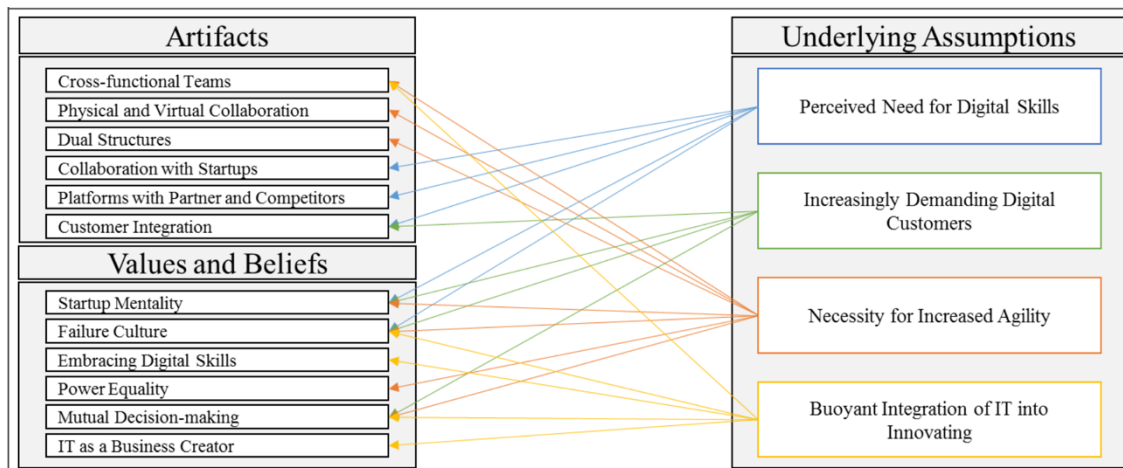 Artifacts
Cross-functional Teams
Physical and Virtual Collaboration
Dual Structures
Collaboration with Startups
Platforms with Partner and Competitors
Customer Integration
Values and Beliefs
Startup Mentality
Failure Culture
Embracing Digital Skills
Power Equality
Mutual Decision-making
IT as a Business Creator
Underlying Assumptions
Perceived Need for Digital Skills
Increasingly Demanding Digital
Customers
Necessity for Increased Agility
Buoyant Integration of IT into
Innovating